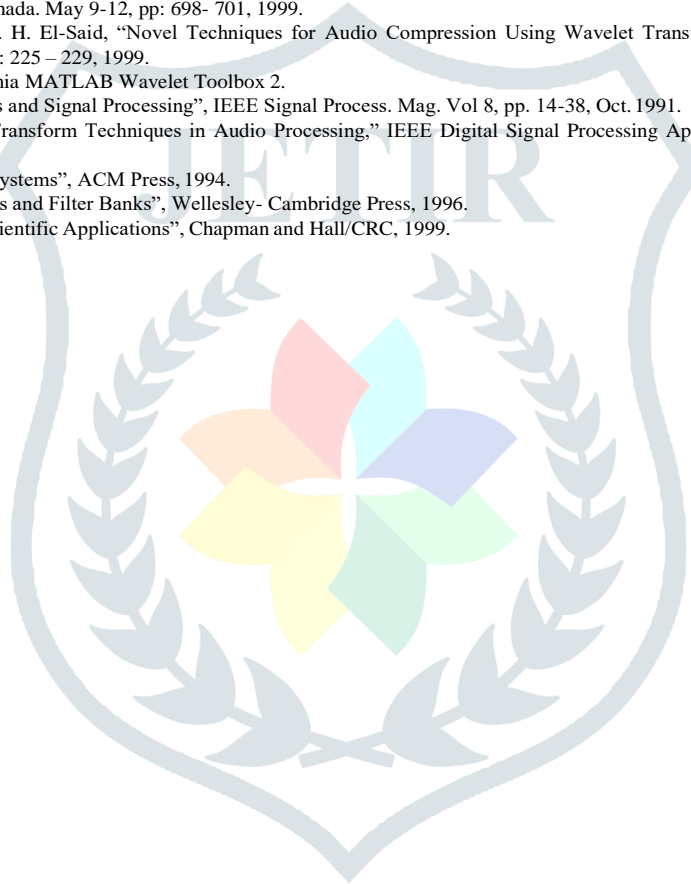 nada. May 9-12, pp: 698- 701, 1999.
. H. El-Said, “Novel Techniques for Audio Compression Using Wavelet Trans
: 225 – 229, 1999.
nia MATLAB Wavelet Toolbox 2.
s and Signal Processing”, IEEE Signal Process. Mag. Vol 8, pp. 14-38, Oct. 1991.
Transform Techniques in Audio Processing,” IEEE Digital Signal Processing Ap
ystems”, ACM Press, 1994.
s and Filter Banks”, Wellesley- Cambridge Press, 1996.
ientific Applications”, Chapman and Hall/CRC, 1999.
JETIR